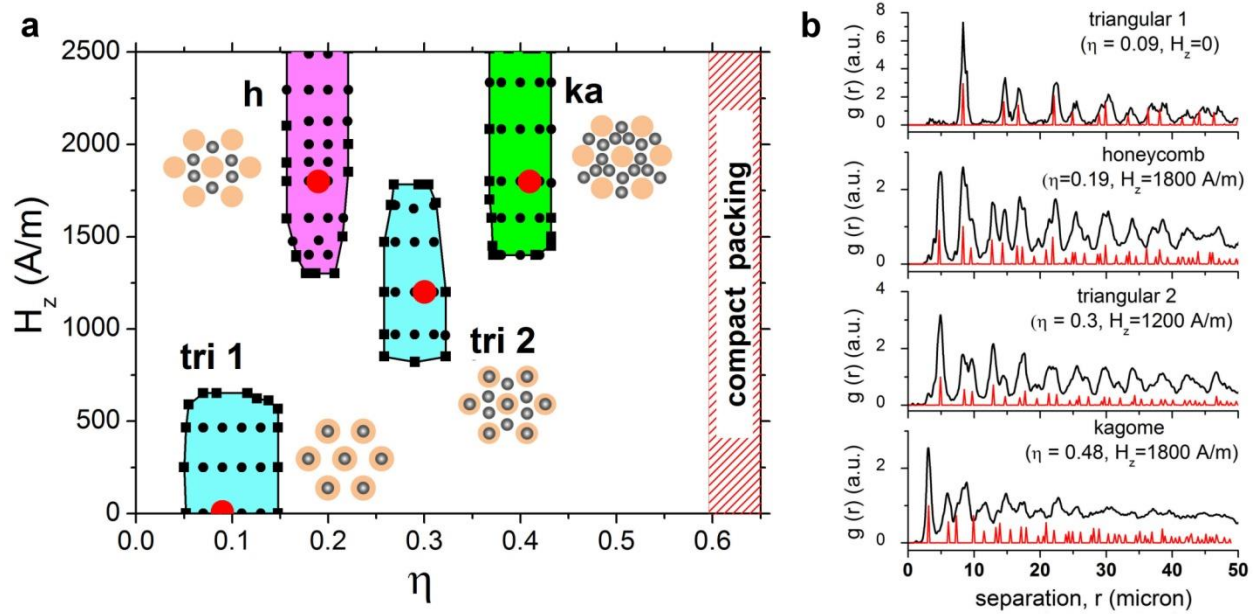 a
H_z (A/m)
2500
2000
1500
1000
500
0
0.0 0.1 0.2 0.3 0.4 0.5 0.6
η
h
ka
tri 1
tri 2
compact packing
b
g (r) (a.u.)
8
6
4
2
0
triangular 1
(η = 0.09, H_z=0)
g (r) (a.u.)
2
0
honeycomb
(η=0.19, H_z=1800 A/m)
g (r) (a.u.)
4
2
0
triangular 2
(η = 0.3, H_z=1200 A/m)
g (r) (a.u.)
2
0
kagome
(η = 0.48, H_z=1800 A/m)
0 10 20 30 40 50
separation, r (micron)